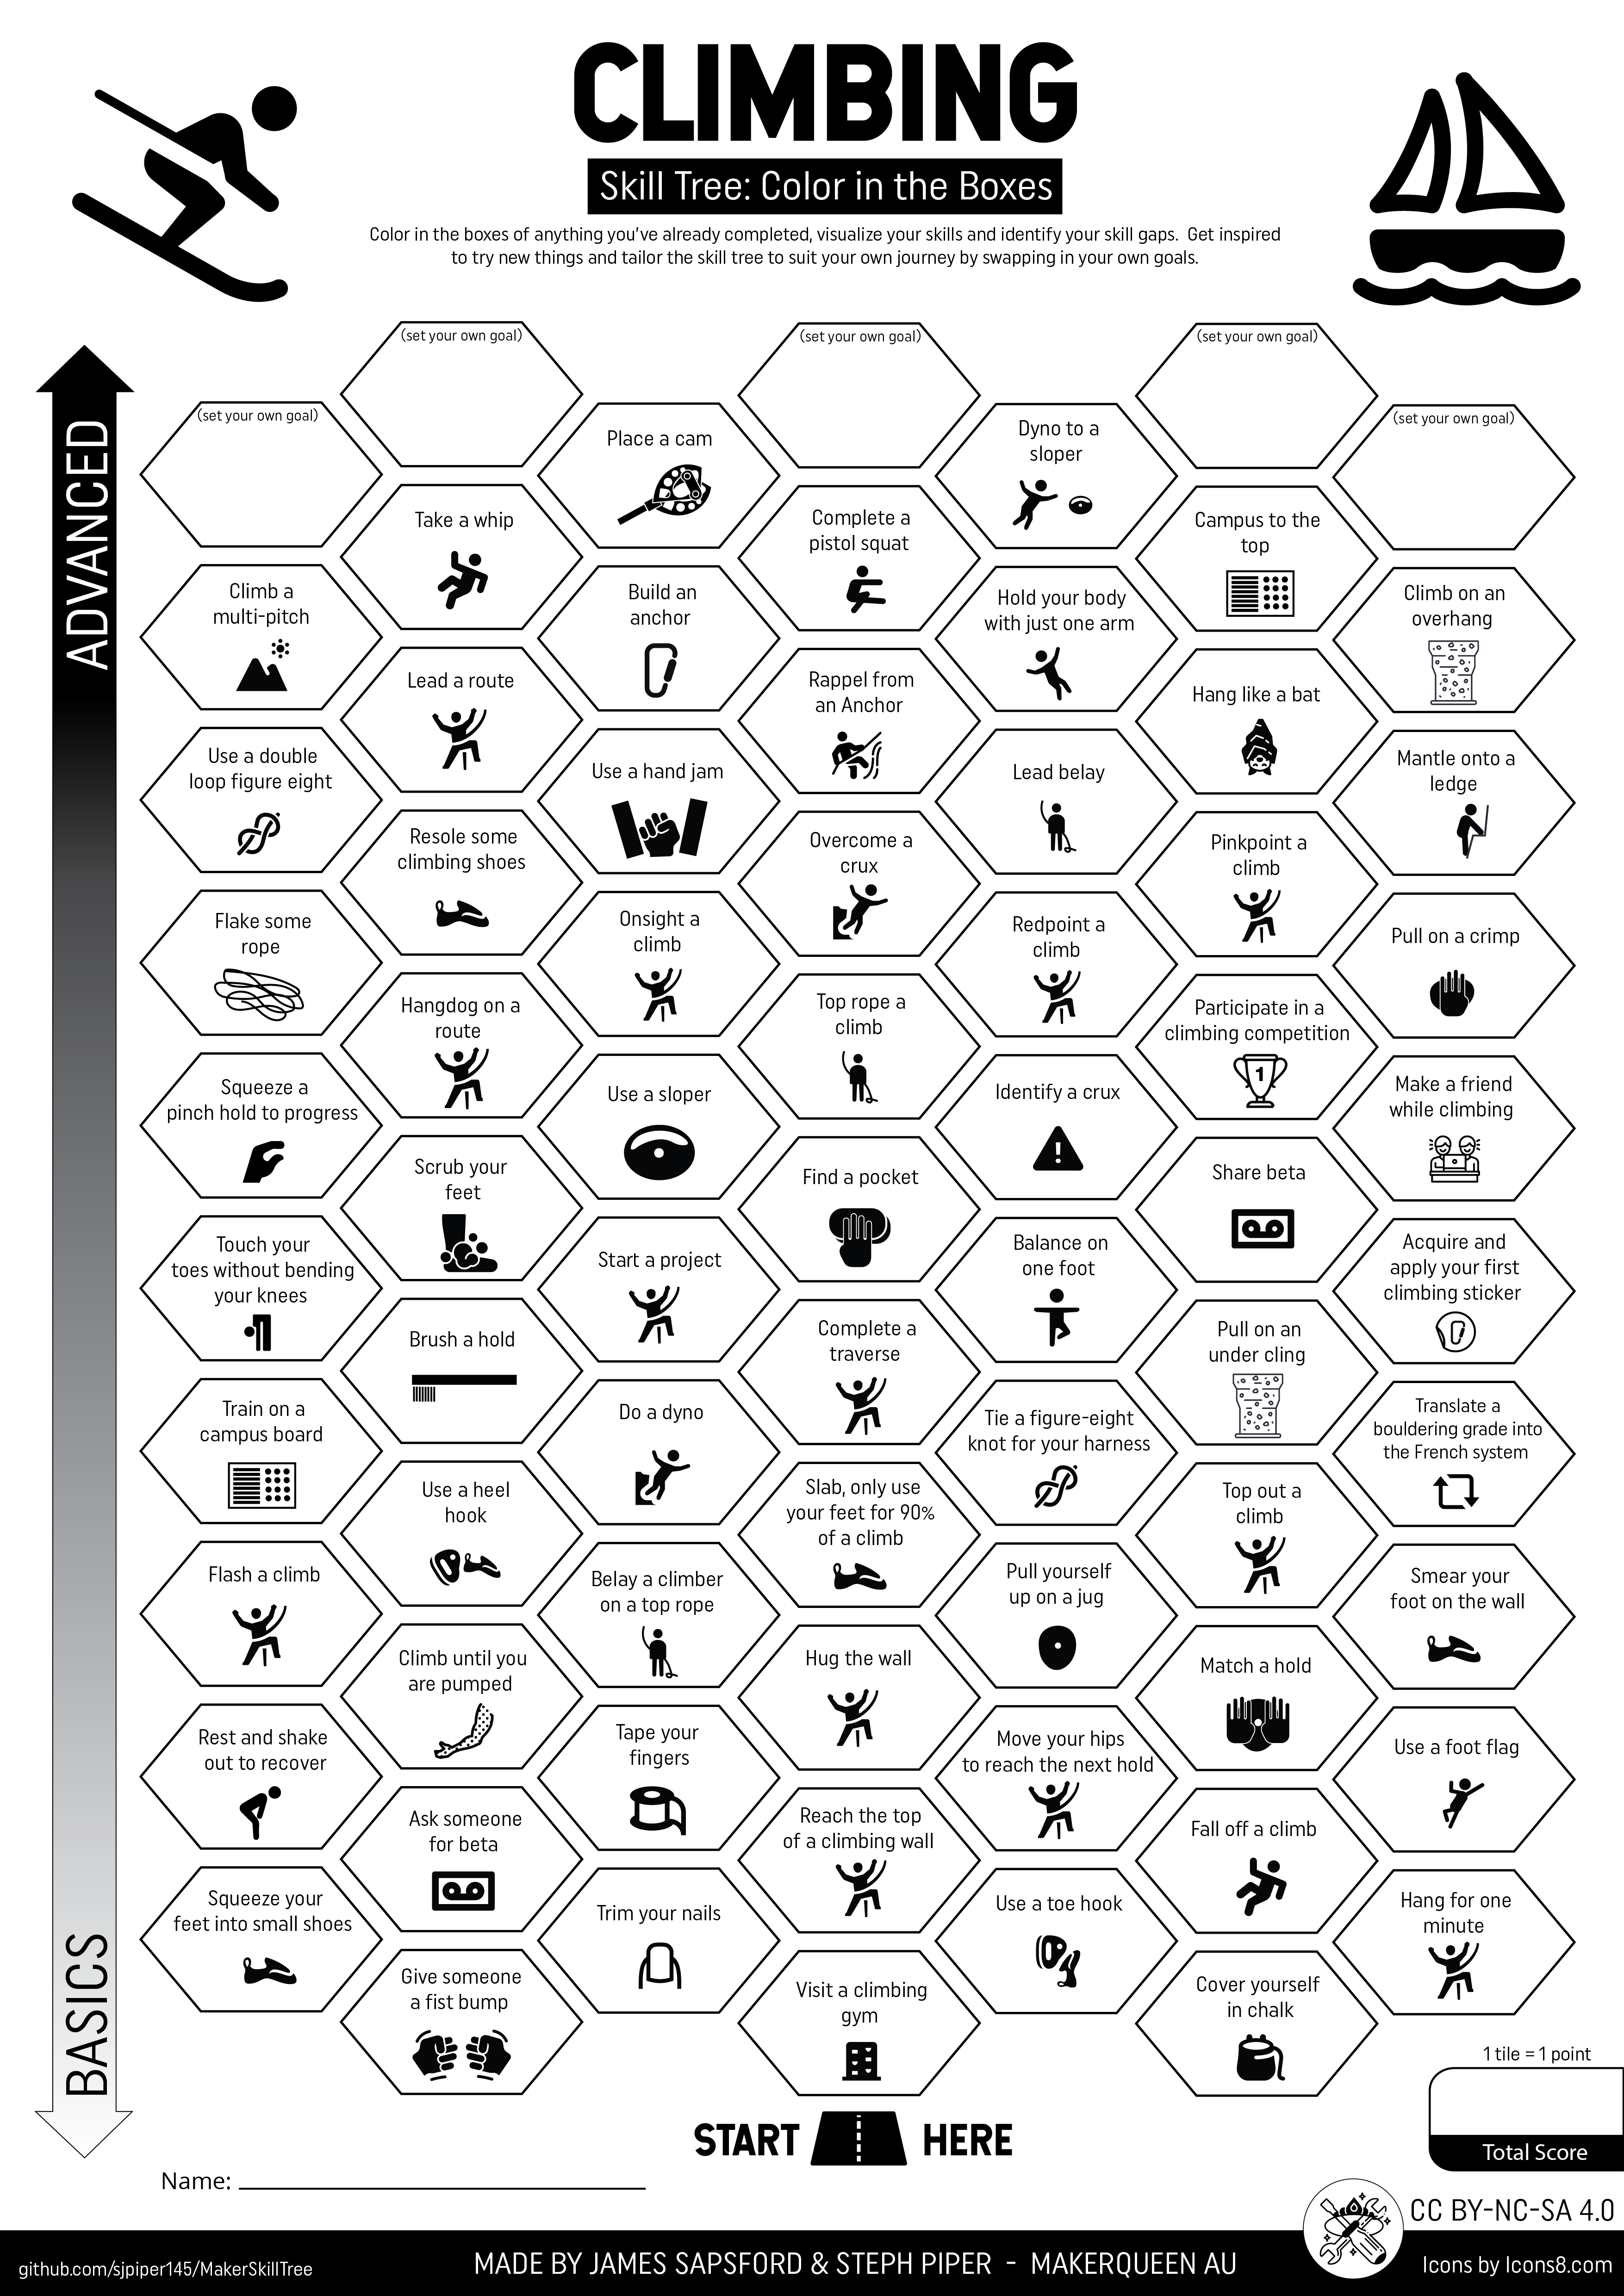 CLIMBING
Skill Tree: Color in the Boxes
Color in the boxes of anything you've already completed, visualize your skills and identify your skill gaps. Get inspired
to try new things and tailor the skill tree to suit your own journey by swapping in your own goals.
(set your own goal)
(set your own goal)
(set your own goal)
(set your own goal)
Place a cam
Dyno to a
sloper
(set your own goal)
ADVANCED
Take a whip
Complete a
pistol squat
Campus to the
top
Climb a
multi-pitch
Build an
anchor
Hold your body
with just one arm
Climb on an
overhang
Lead a route
Rappel from
an Anchor
Hang like a bat
Use a double
loop figure eight
Use a hand jam
Lead belay
Mantle onto a
ledge
Resole some
climbing shoes
Overcome a
crux
Pinkpoint a
climb
Flake some
rope
Onsight a
climb
Redpoint a
climb
Pull on a crimp
Hangdog on a
route
Top rope a
climb
Participate in a
climbing competition
1
Squeeze a
pinch hold to progress
Use a sloper
Identify a crux
Make a friend
while climbing
Scrub your
feet
Find a pocket
Share beta
Touch your
toes without bending
your knees
Start a project
Balance on
one foot
Acquire and
apply your first
climbing sticker
Brush a hold
Complete a
traverse
Pull on an
under cling
Train on a
campus board
Do a dyno
Tie a figure-eight
knot for your harness
Translate a
bouldering grade into
the French system
Use a heel
hook
Slab, only use
your feet for 90%
of a climb
Top out a
climb
Flash a climb
Belay a climber
on a top rope
Pull yourself
up on a jug
Smear your
foot on the wall
Climb until you
are pumped
Hug the wall
Match a hold
Rest and shake
out to recover
Tape your
fingers
Move your hips
to reach the next hold
Use a foot flag
Ask someone
for beta
Reach the top
of a climbing wall
Fall off a climb
Squeeze your
feet into small shoes
Trim your nails
Use a toe hook
Hang for one
minute
Give someone
a fist bump
Visit a climbing
gym
Cover yourself
in chalk
BASICS
1 tile = 1 point
Total Score
START HERE
Name:
CC BY-NC-SA 4.0
github.com/sjpiper145/MakerSkillTree
MADE BY JAMES SAPSFORD & STEPH PIPER - MAKERQUEEN AU
Icons by Icons8.com